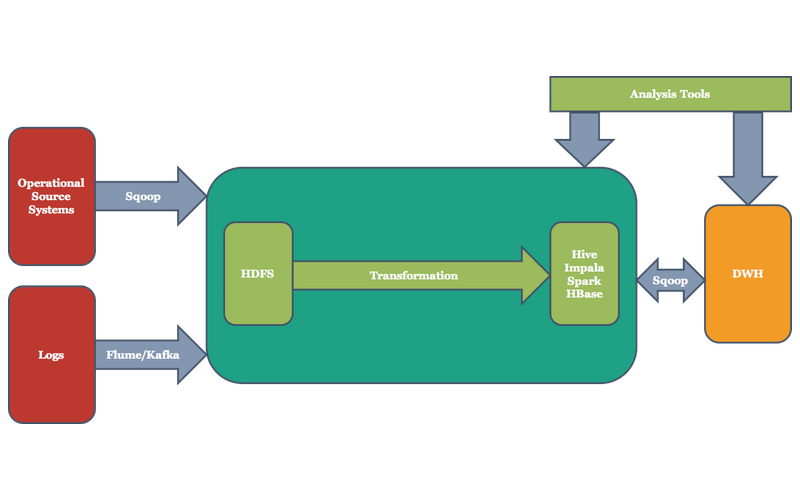 Analysis Tools
Operational
Source
Systems
Sqoop
HDFS
Transformation
Hive
Impala
Spark
HBase
Sqoop
DWH
Logs
Flume/Kafka